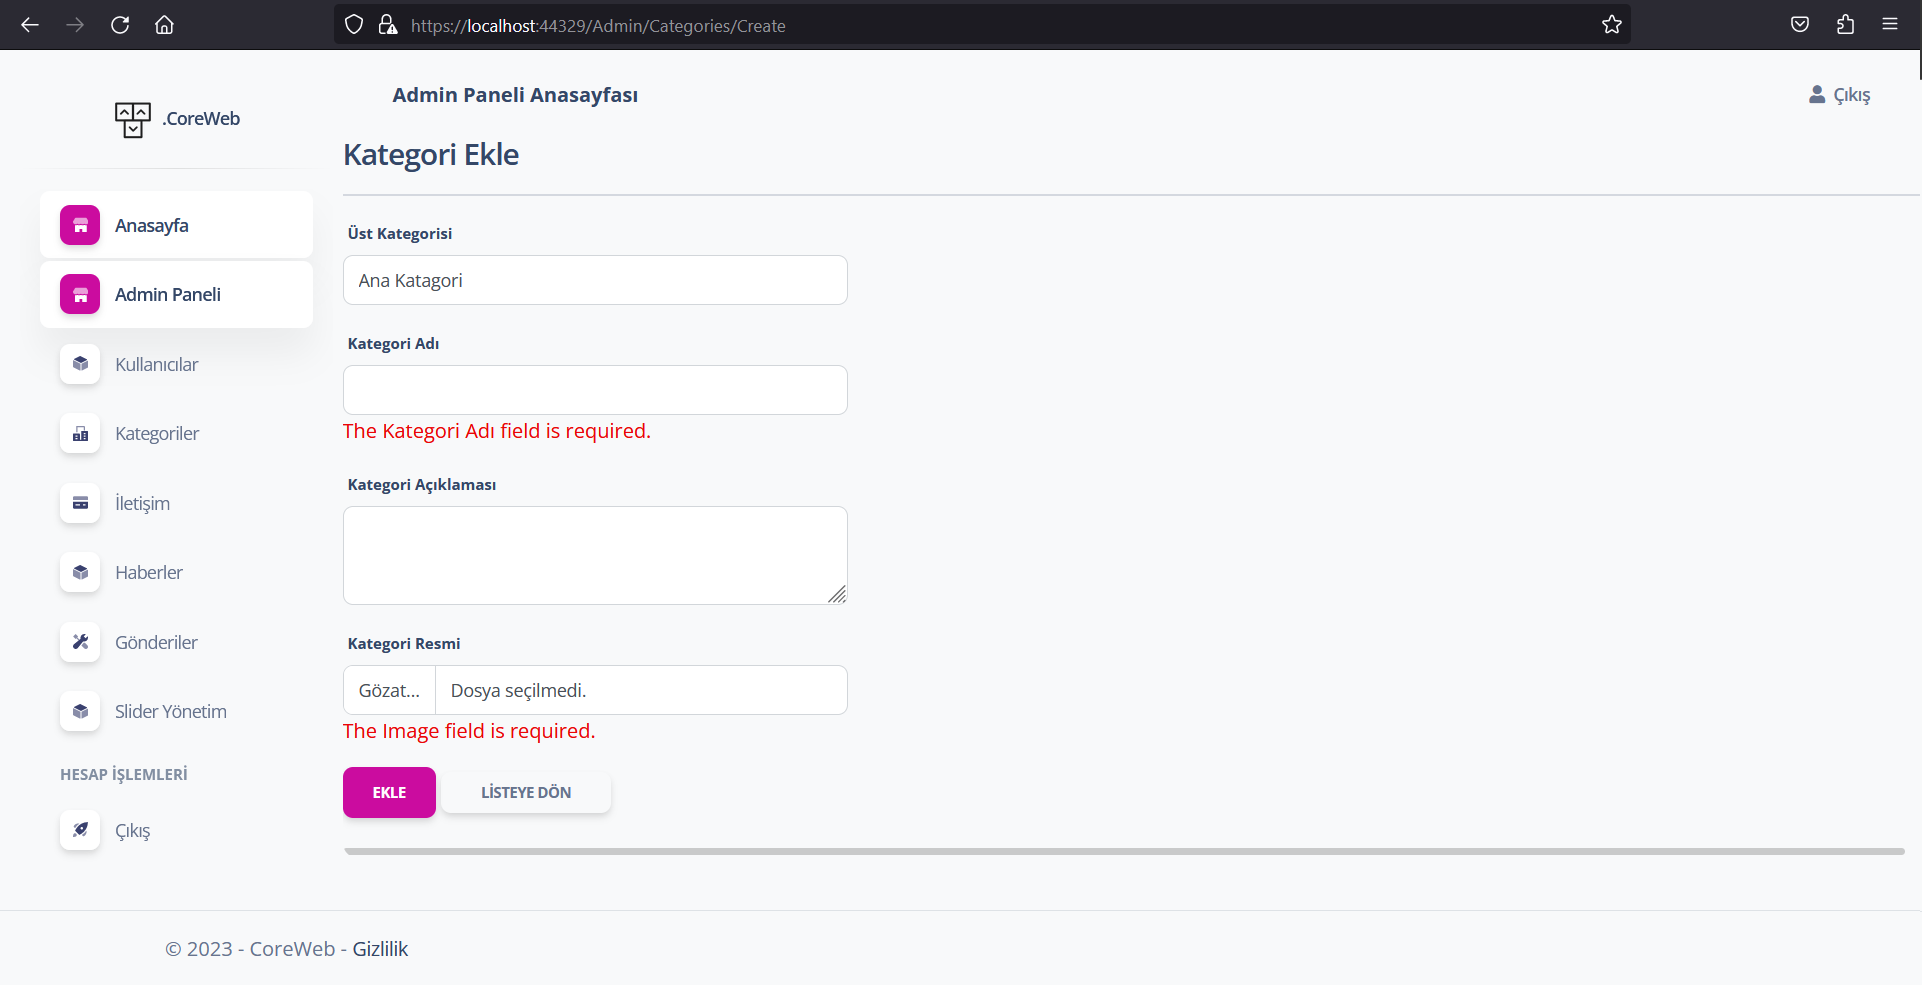 https://localhost:44329/Admin/Categories/Create
.CoreWeb
Admin Paneli Anasayfası
Çıkış
Anasayfa
Admin Paneli
Kullanıcılar
Kategoriler
İletişim
Haberler
Gönderiler
Slider Yönetim
HESAP İŞLEMLERİ
Çıkış
Kategori Ekle
Üst Kategorisi
Ana Katagori
Kategori Adı
The Kategori Adı field is required.
Kategori Açıklaması
Kategori Resmi
Gözat... Dosya seçilmedi.
The Image field is required.
EKLE LİSTEYE DÖN
© 2023 - CoreWeb - Gizlilik